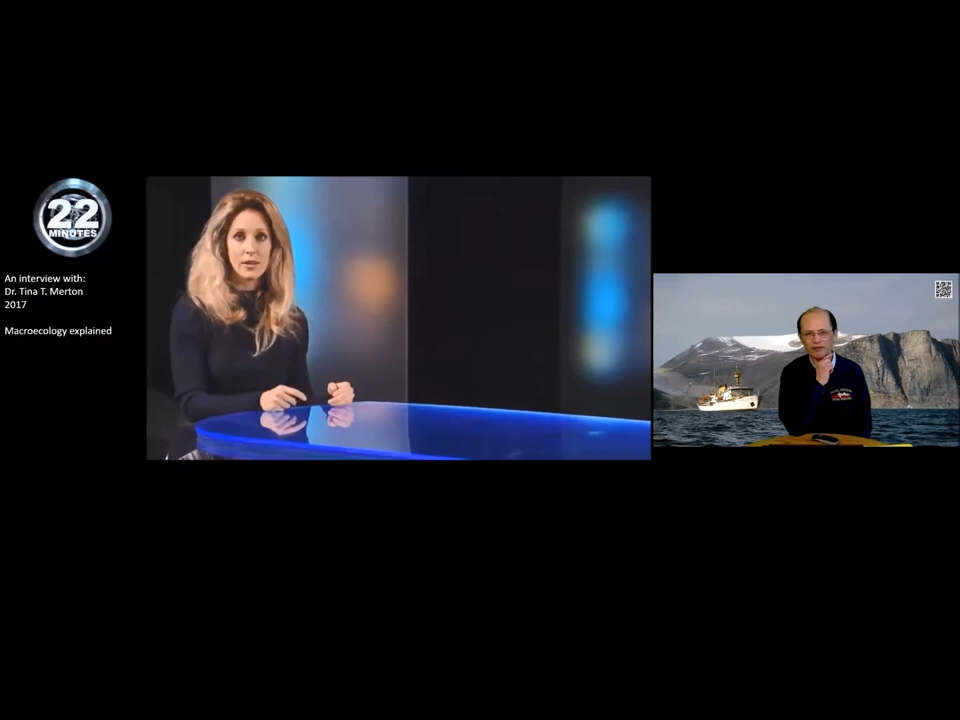 22
MINUTES
An interview with:
Dr. Tina T. Merton
2017
Macroecology explained